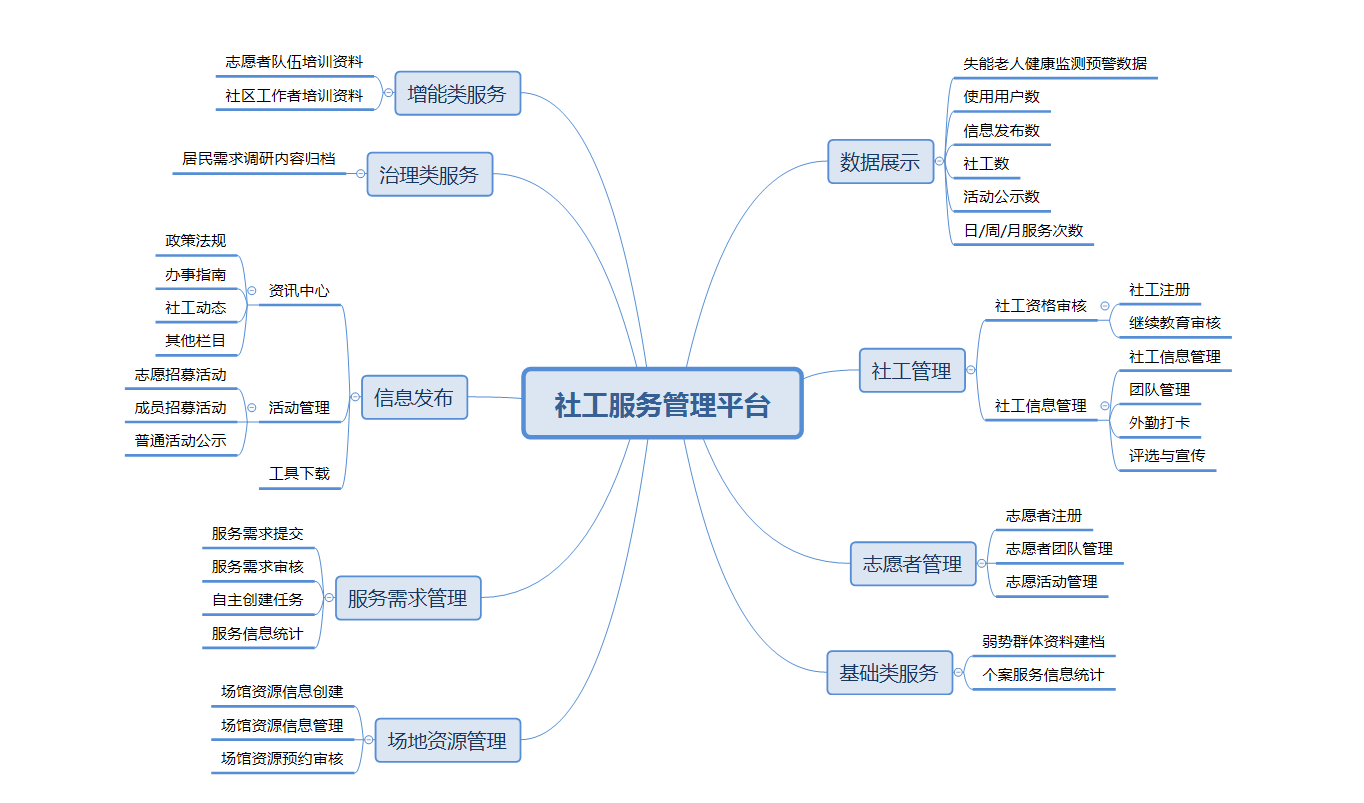 社工服务管理平台
数据展示
失能老人健康监测预警数据
使用用户数
信息发布数
社工数
活动公示数
日/周/月服务次数
社工管理
社工资格审核
社工注册
继续教育审核
社工信息管理
社工信息管理
团队管理
外勤打卡
评选与宣传
志愿者管理
志愿者注册
志愿者团队管理
志愿活动管理
基础类服务
弱势群体资料建档
个案服务信息统计
增能类服务
志愿者队伍培训资料
社区工作者培训资料
治理类服务
居民需求调研内容归档
信息发布
资讯中心
政策法规
办事指南
社工动态
其他栏目
活动管理
志愿招募活动
成员招募活动
普通活动公示
工具下载
服务需求管理
服务需求提交
服务需求审核
自主创建任务
服务信息统计
场地资源管理
场馆资源信息创建
场馆资源信息管理
场馆资源预约审核